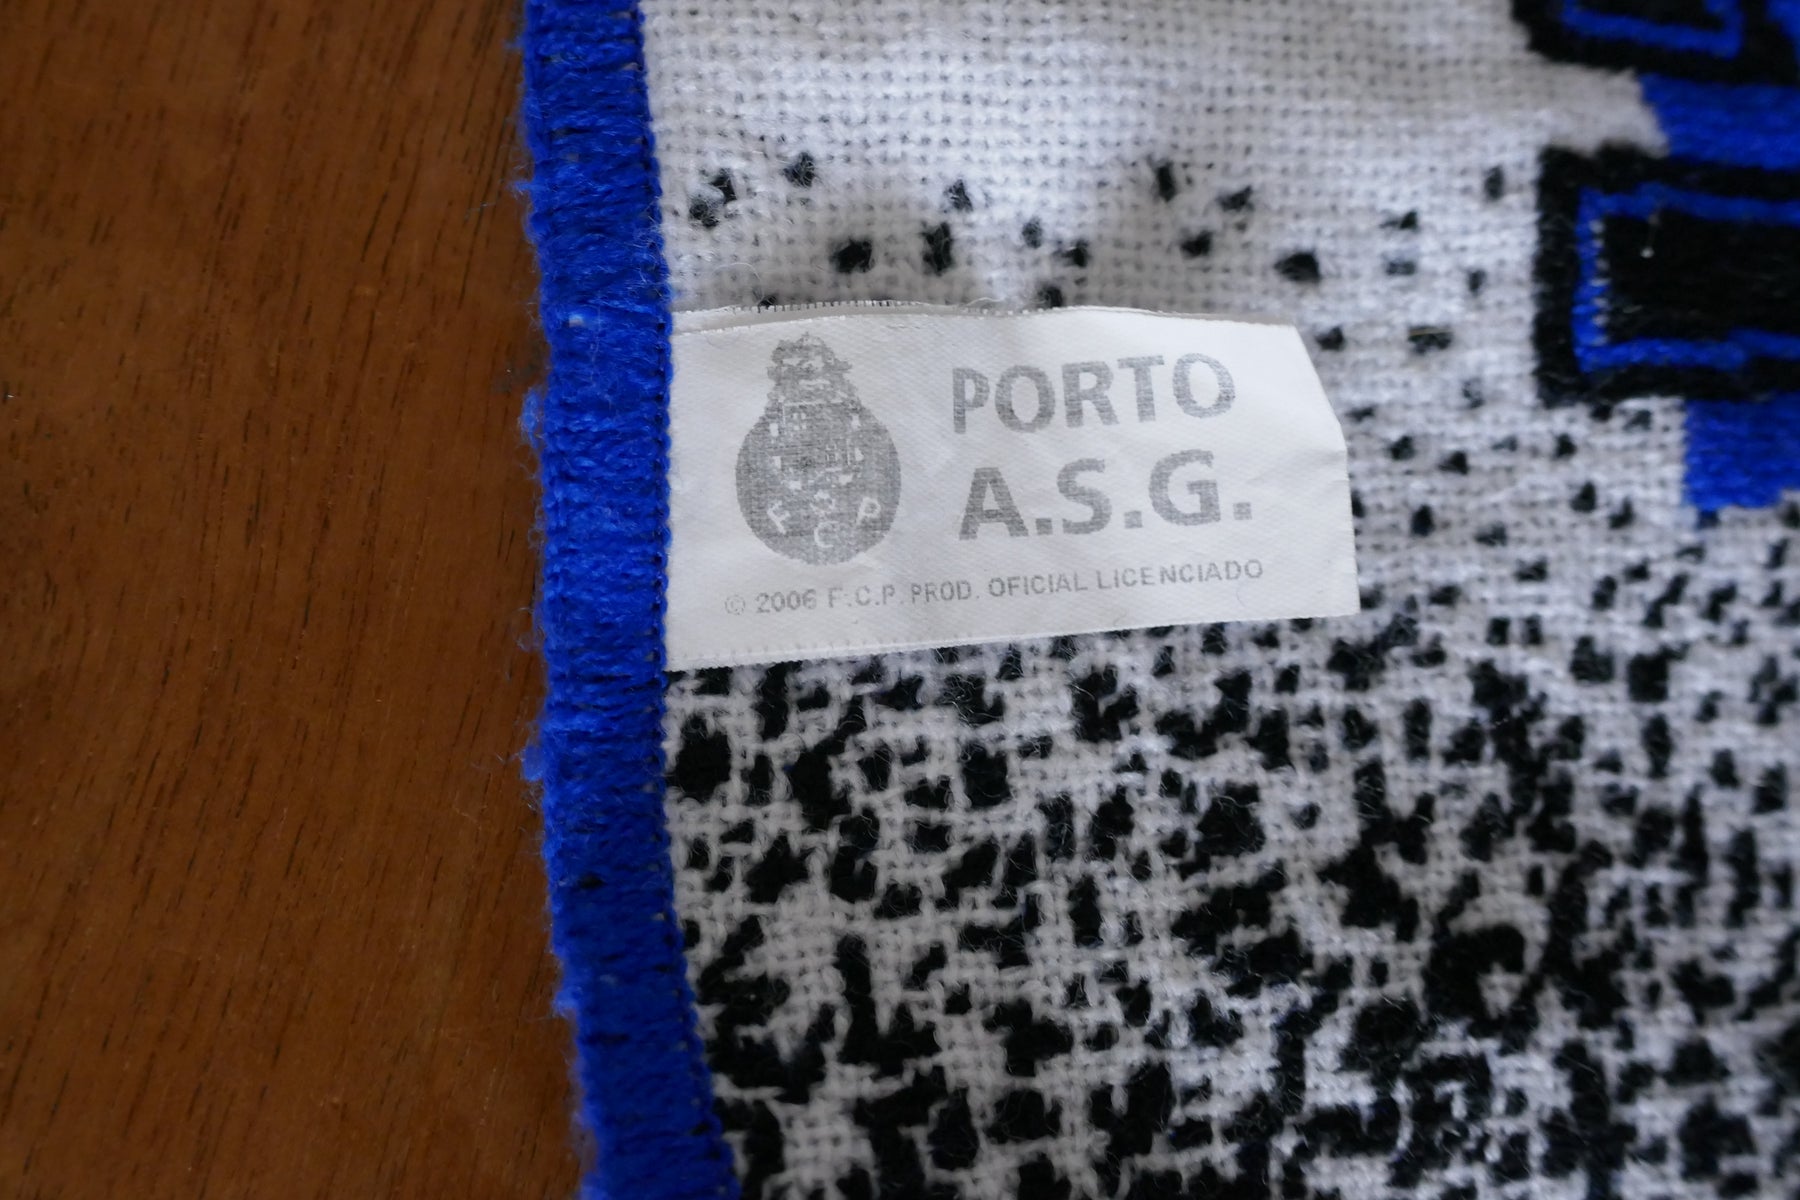 F C P
PORTO
A.S.G.
© 2006 F.C.P. PROD. OFICIAL LICENCIADO